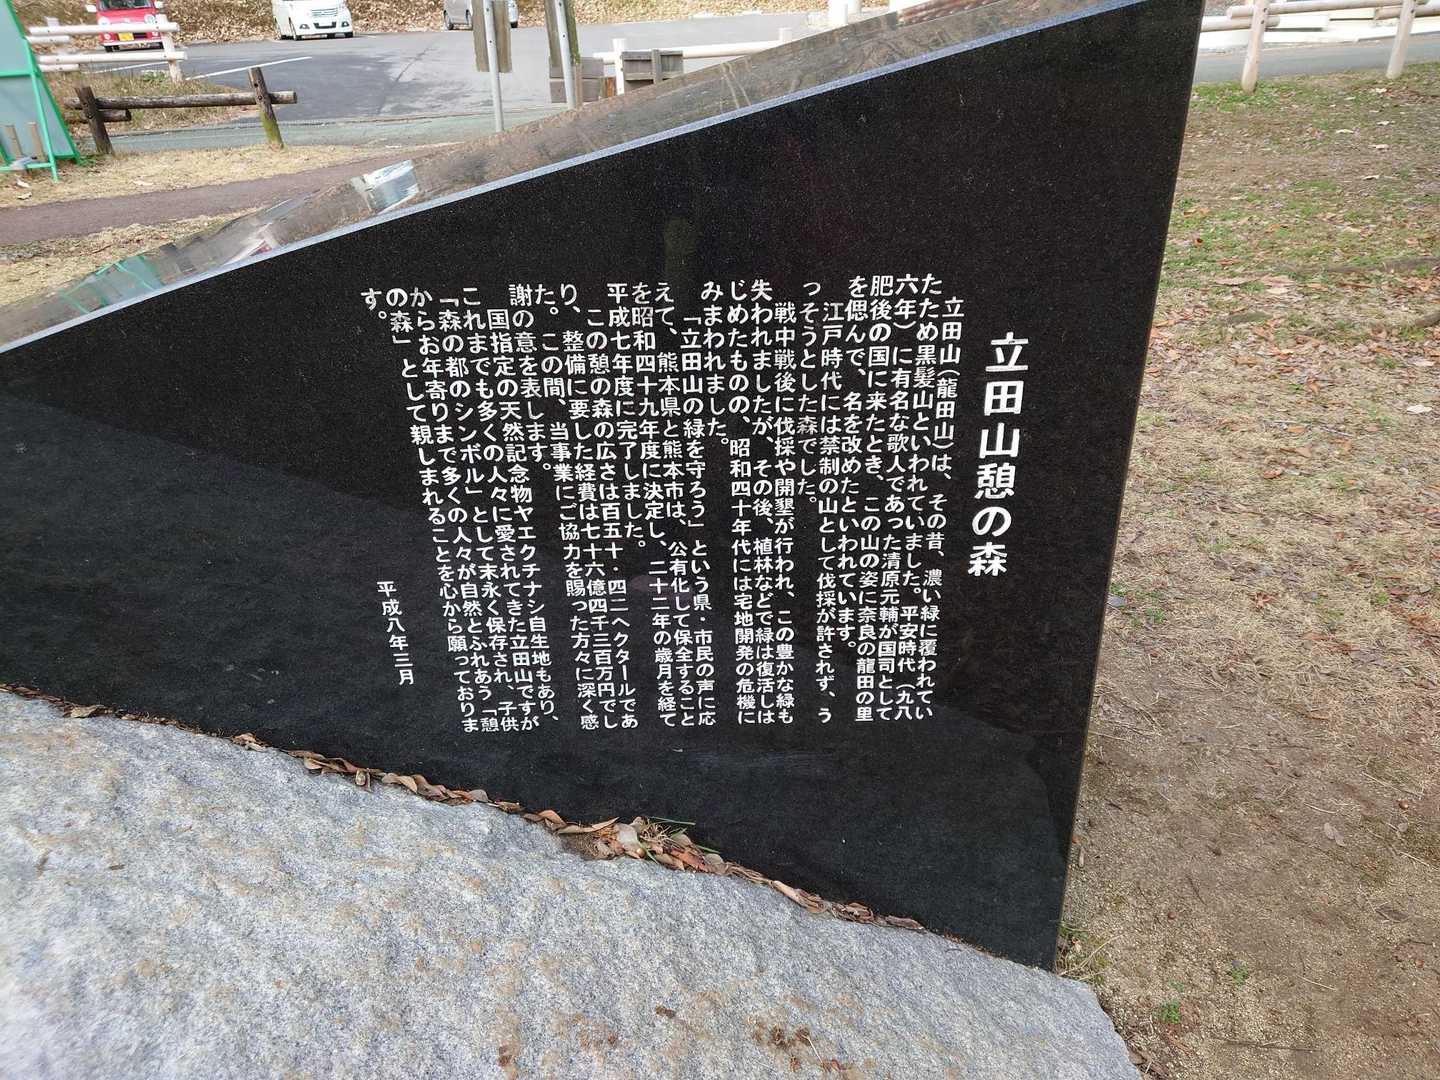 立田山憩の森
立田山(龍田山)は、その昔、濃い緑に覆われてい
たため黒髪山といわれていました。平安時代(九八
六年)に有名な歌人であった清原元輔が国司として
肥後の国に来たとき、この山の姿に奈良の龍田の里
を偲んで、名を改めたといわれています。
江戸時代には禁制の山として伐採が許されず、う
っそうとした森でした。
戦中戦後に伐採や開墾が行われ、この豊かな緑も
失われましたが、その後、植林などで緑は復活しは
じめたものの、昭和四十年代には宅地開発の危機に
みまわれました。
「立田山の緑を守ろう」という県・市民の声に応
えて、熊本県と熊本市は、公有化して保全すること
を昭和四十九年度に決定し、二十二年の歳月を経て
平成七年度に完了しました。
この憩の森の広さは百五十・四二ヘクタールであ
り、整備に要した経費は七十六億四千三百万円でし
た。この間、当事業にご協力を賜った方々に深く感
謝の意を表します。
国指定の天然記念物ヤエクチナシ自生地もあり、
これまでも多くの人々に愛されてきた立田山ですが
「森の都のシンボル」として末永く保存され、子供
からお年寄りまで多くの人々が自然とふれあう「憩
の森」として親しまれることを心から願っておりま
す。
平成八年三月